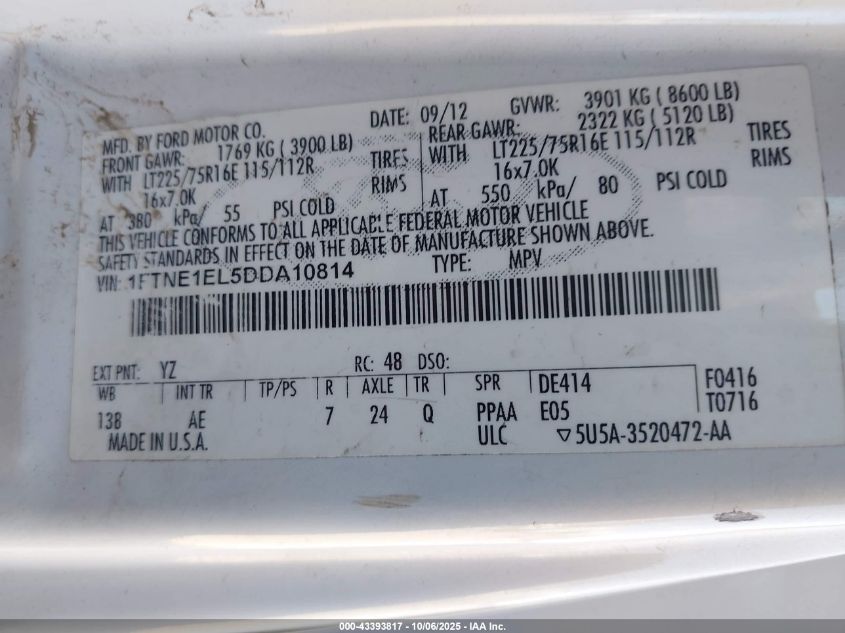 MFD. BY FORD MOTOR CO.
DATE: 09/12 GVWR: 3901 KG ( 8600 LB)
FRONT GAWR: 1769 KG ( 3900 LB)
REAR GAWR: 2322 KG ( 5120 LB)
WITH LT225/75R16E 115/112R TIRES
WITH LT225/75R16E 115/112R TIRES
16x7.0K RIMS
16x7.0K RIMS
AT 380 kPa/ 55 PSI COLD
AT 550 kPa/ 80 PSI COLD
THIS VEHICLE CONFORMS TO ALL APPLICABLE FEDERAL MOTOR VEHICLE
SAFETY STANDARDS IN EFFECT ON THE DATE OF MANUFACTURE SHOWN ABOVE.
VIN: 1FTNE1EL5DDA10814 TYPE: MPV
EXT PNT: YZ RC: 48 DSO:
WB INT TR TP/PS R AXLE TR SPR DE414 F0416
138 AE 7 24 Q PPAA E05 T0716
MADE IN U.S.A. ULC ▽5U5A-3520472-AA
000-43393817 - 10/06/2025 - IAA Inc.